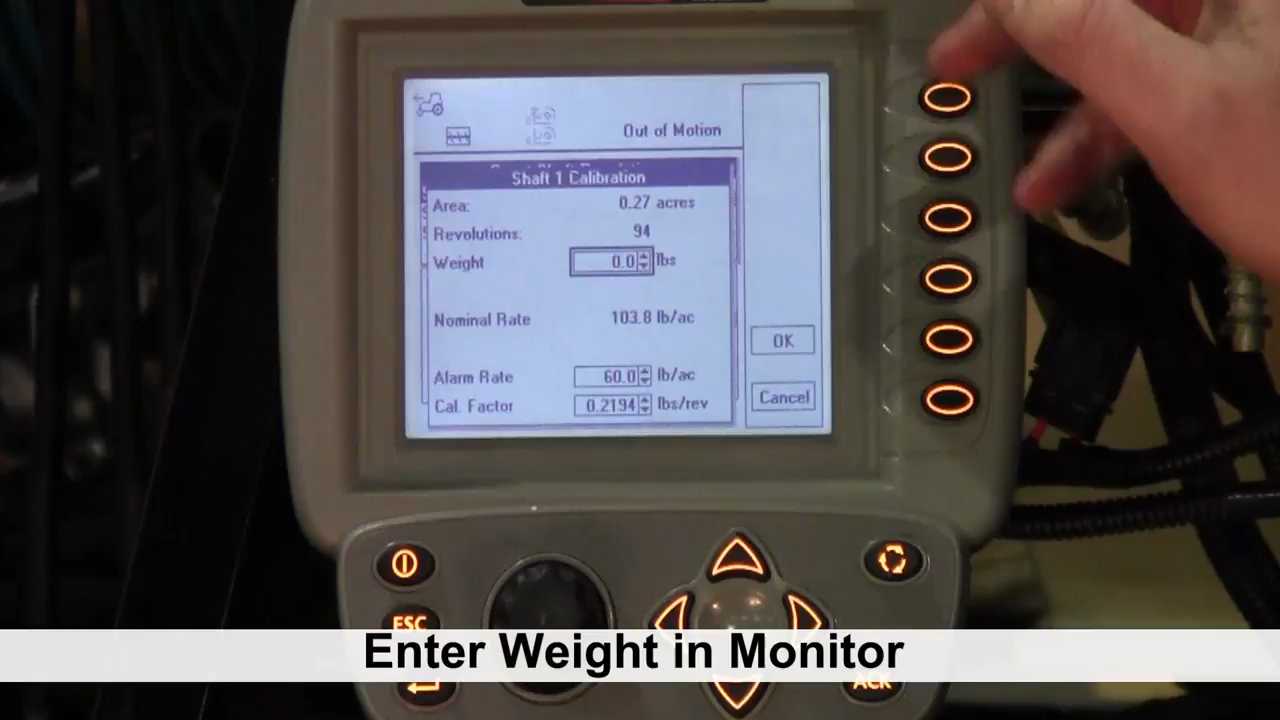 Out of Motion
Shaft 1 Calibration
Area: 0.27 acres
Revolutions: 94
Weight 0.0 lbs
Nominal Rate 103.8 lb/ac
OK
Alarm Rate 60.0 lb/ac
Cancel
Cal. Factor 0.2194 lbs/rev
ESC
Enter Weight in Monitor
ACK